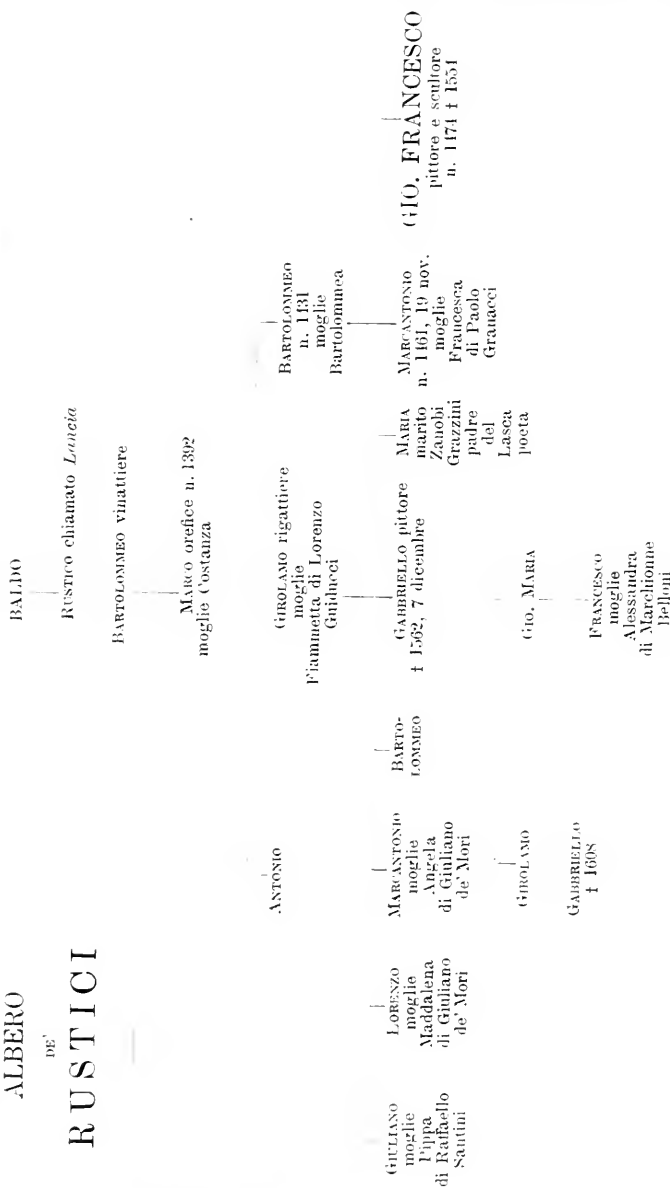 ALBERO
DE'
RUSTICI
BALDO
RUSTICO chiamato Lancia
BARTOLOMMEO vinattiere
MARCO orefice n. 1392
moglie Costanza
ANTONIO
GIROLAMO rigattiere
moglie
Fiammetta di Lorenzo
Guiducci
BARTOLOMMEO
n. 1431
moglie
Bartolommea
GIULIANO
moglie
Pippa
di Raffaello
Santini
LORENZO
moglie
Maddalena
di Giuliano
de' Mori
MARCANTONIO
moglie
Angela
di Giuliano
de' Mori
BARTO-
LOMMEO
GABBRIELLO pittore
† 1562, 7 dicembre
MARIA
marito
Zanobi
Grazzini
padre
del
Lasca
poeta
MARCANTONIO
n. 1461, 19 nov.
moglie
Francesca
di Paolo
Granacci
GIO. FRANCESCO
pittore e scultore
n. 1474 † 1554
GIROLAMO
GIO. MARIA
GABBRIELLO
† 1608
FRANCESCO
moglie
Alessandra
di Marchionne
Belloni